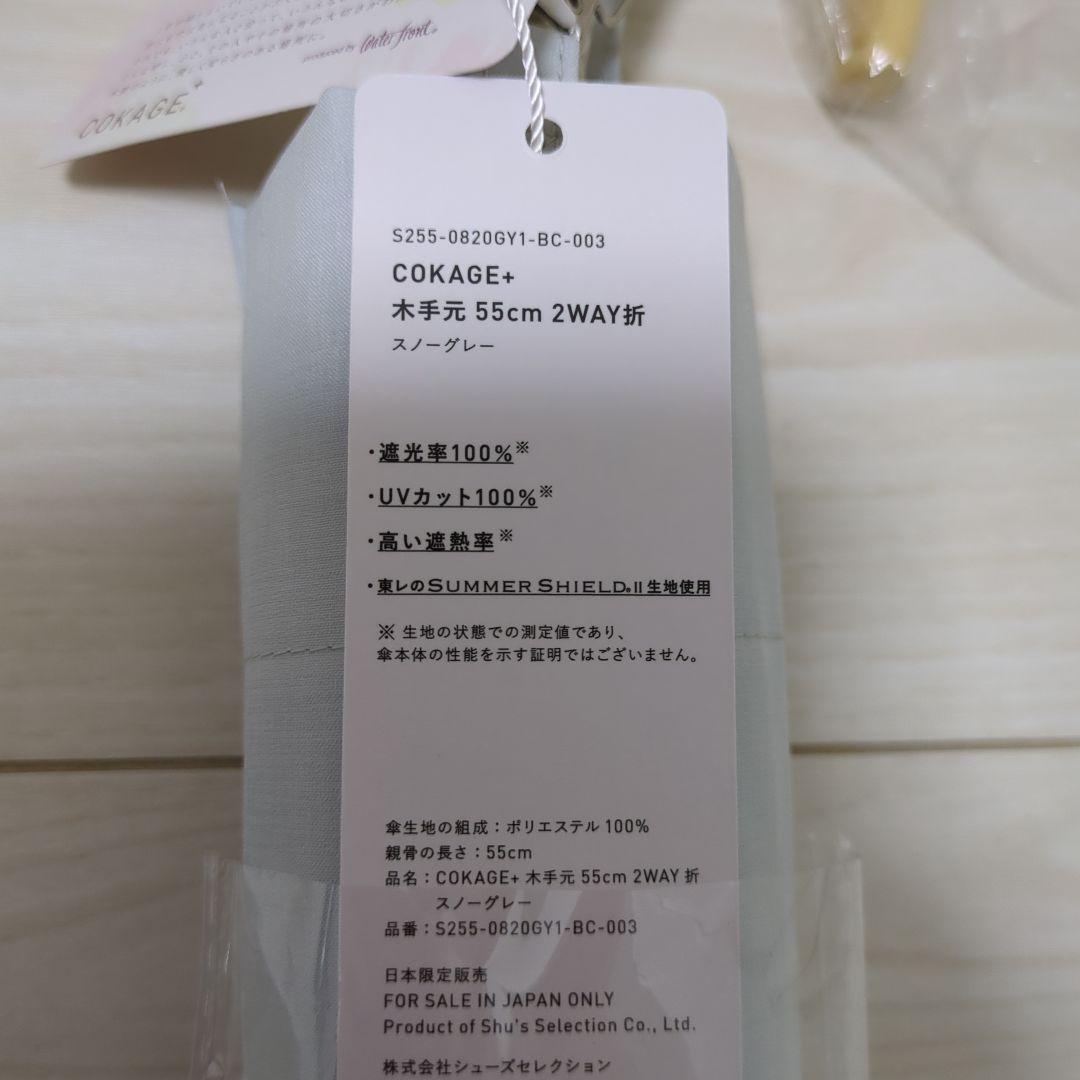 produced by Water front®
COKAGE+
S255-0820GY1-BC-003
COKAGE+
木手元 55cm 2WAY折
スノーグレー
・遮光率100%※
・UVカット100%※
・高い遮熱率※
・東レのSUMMER SHIELD®II生地使用
※ 生地の状態での測定値であり、
傘本体の性能を示す証明ではございません。
傘生地の組成：ポリエステル 100%
親骨の長さ：55cm
品名：COKAGE+ 木手元 55cm 2WAY 折
スノーグレー
品番：S255-0820GY1-BC-003
日本限定販売
FOR SALE IN JAPAN ONLY
Product of Shu's Selection Co., Ltd.
株式会社シューズセレクション